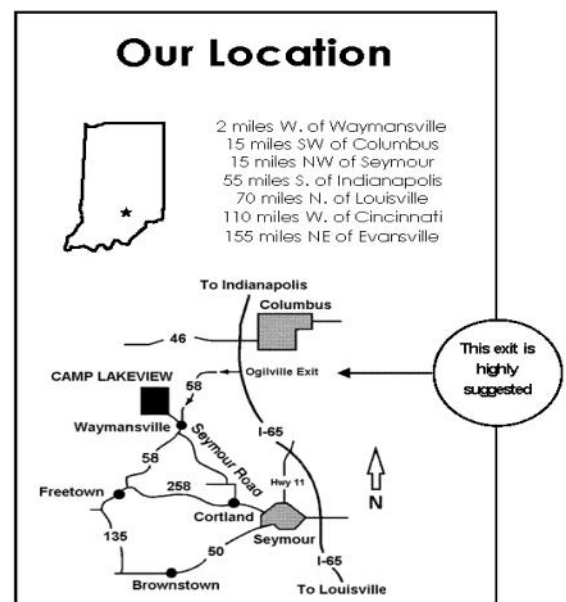 Our Location
2 miles W. of Waymansville
15 miles SW of Columbus
15 miles NW of Seymour
55 miles S. of Indianapolis
70 miles N. of Louisville
110 miles W. of Cincinnati
155 miles NE of Evansville
To Indianapolis
Columbus
46
This exit is
highly
suggested
Ogilville Exit
CAMP LAKEVIEW
58
Waymansville
Seymour Road
I-65
58
Hwy 11
N
Freetown
258
Cortland
Seymour
135
50
I-65
Brownstown
To Louisville